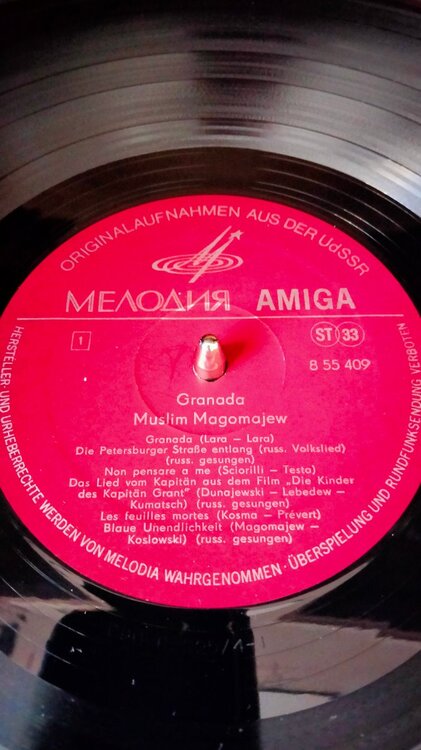 ORIGINALAUFNAHMEN AUS DER UdSSR
МЕЛОДИЯ AMIGA
1
ST 33
B 55 409
Granada
Muslim Magomajew
Granada (Lara – Lara)
Die Petersburger Straße entlang (russ. Volkslied)
(russ. gesungen)
Non pensare a me (Sciorilli – Testa)
Das Lied vom Kapitän aus dem Film „Die Kinder
des Kapitän Grant" (Dunajewski – Lebedew –
Kumatsch) (russ. gesungen)
Les feuilles mortes (Kosma – Prévert)
Blaue Unendlichkeit (Magomajew –
Koslowski) (russ. gesungen)
HERSTELLER- UND URHEBERRECHTE WERDEN VON MELODIA WAHRGENOMMEN · ÜBERSPIELUNG UND RUNDFUNKSENDUNG VERBOTEN